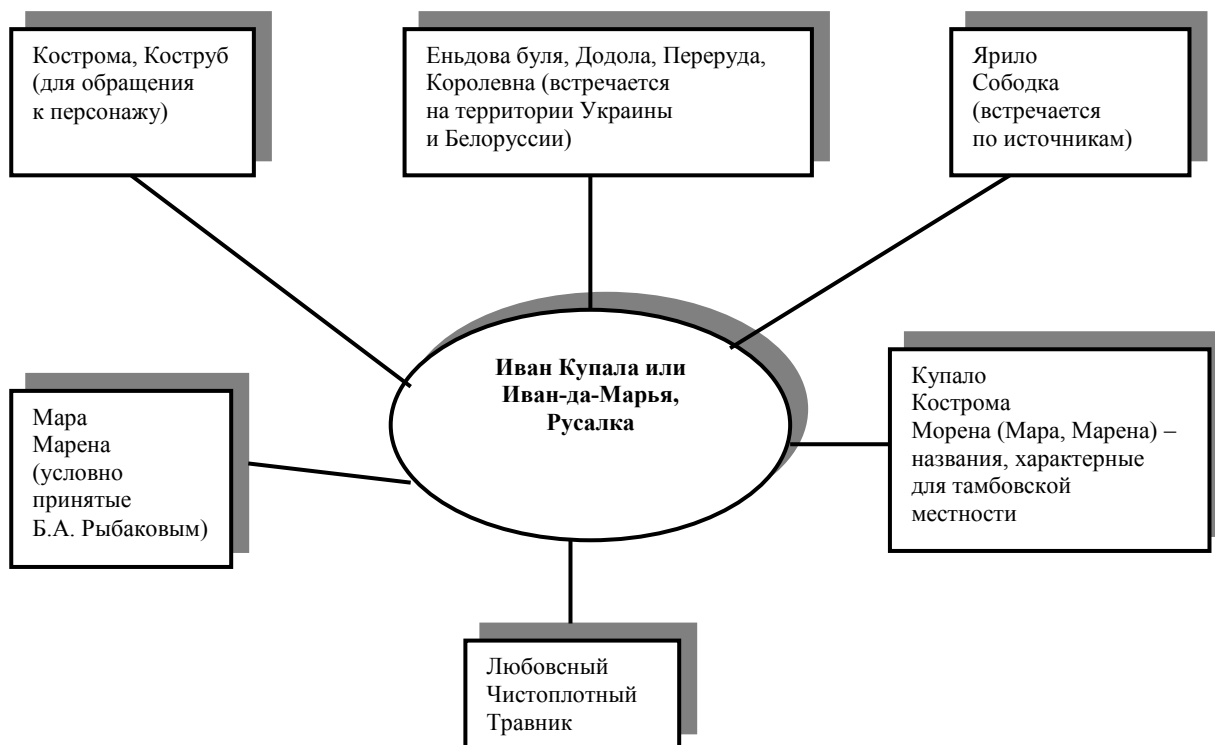 Кострома, Коструб
(для обращения
к персонажу)
Еньдова буля, Додола, Переруда,
Королевна (встречается
на территории Украины
и Белоруссии)
Ярило
Сободка
(встречается
по источникам)
Иван Купала или
Иван-да-Марья,
Русалка
Мара
Марена
(условно
принятые
Б.А. Рыбаковым)
Купало
Кострома
Морена (Мара, Марена) –
названия, характерные
для тамбовской
местности
Любовсный
Чистоплотный
Травник